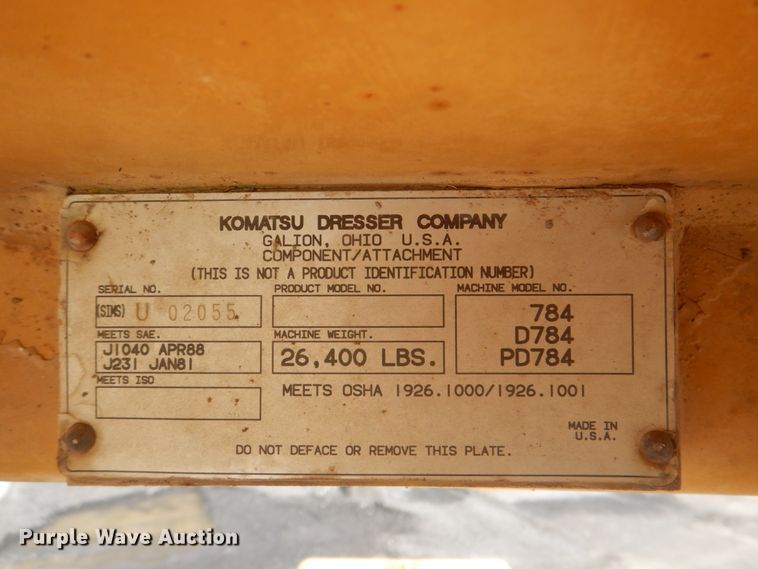 KOMATSU DRESSER COMPANY
GALION, OHIO U.S.A.
COMPONENT/ATTACHMENT
(THIS IS NOT A PRODUCT IDENTIFICATION NUMBER)
SERIAL NO. PRODUCT MODEL NO. MACHINE MODEL NO.
(SIMS) U 02055
784
D784
PD784
MEETS SAE. MACHINE WEIGHT.
J1040 APR88
J231 JAN81
26,400 LBS.
MEETS ISO
MEETS OSHA 1926.1000/1926.1001
MADE IN
U.S.A.
DO NOT DEFACE OR REMOVE THIS PLATE.
Purple Wave Auction